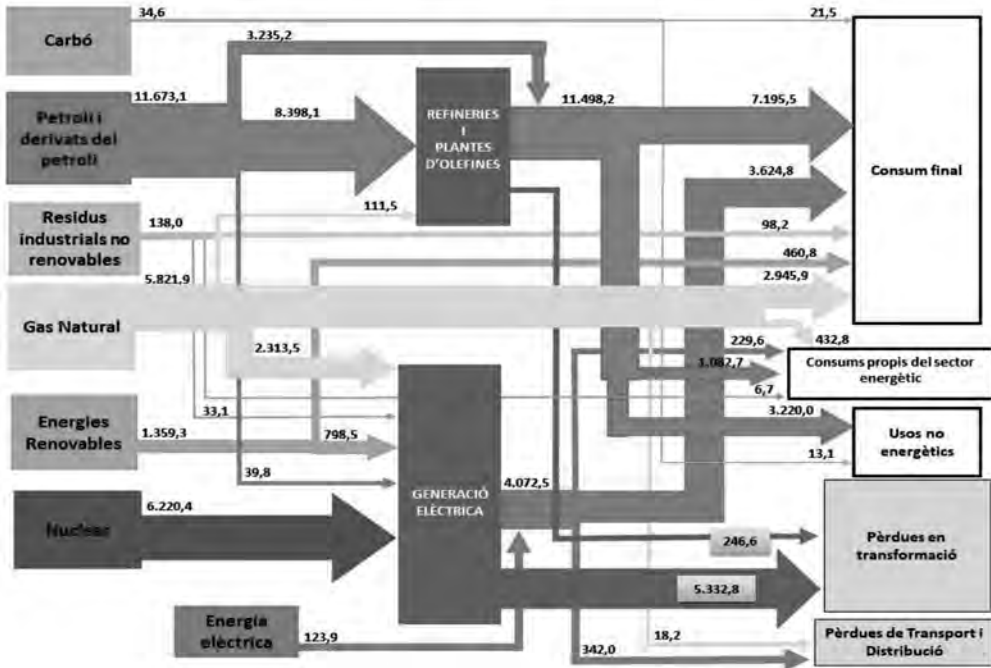 34,6
21,5
Carbó
3.235,2
11.673,1
8.398,1
11.498,2
7.195,5
Petroli i
derivats del
petroli
REFINERIES
I
PLANTES
D'OLEFINES
Consum final
3.624,8
111,5
Residus
industrials no
renovables
138,0
98,2
460,8
5.821,9
2.945,9
Gas Natural
2.313,5
229,6
432,8
1.082,7
Consums propis del sector
energètic
6,7
33,1
3.220,0
Energies
Renovables
1.359,3
798,5
Usos no
energètics
39,8
13,1
4.072,5
GENERACIÓ
ELÈCTRICA
6.220,4
Nuclear
246,6
Pèrdues en
transformació
5.332,8
Energia
elèctrica
123,9
342,0
18,2
Pèrdues de Transport i
Distribució